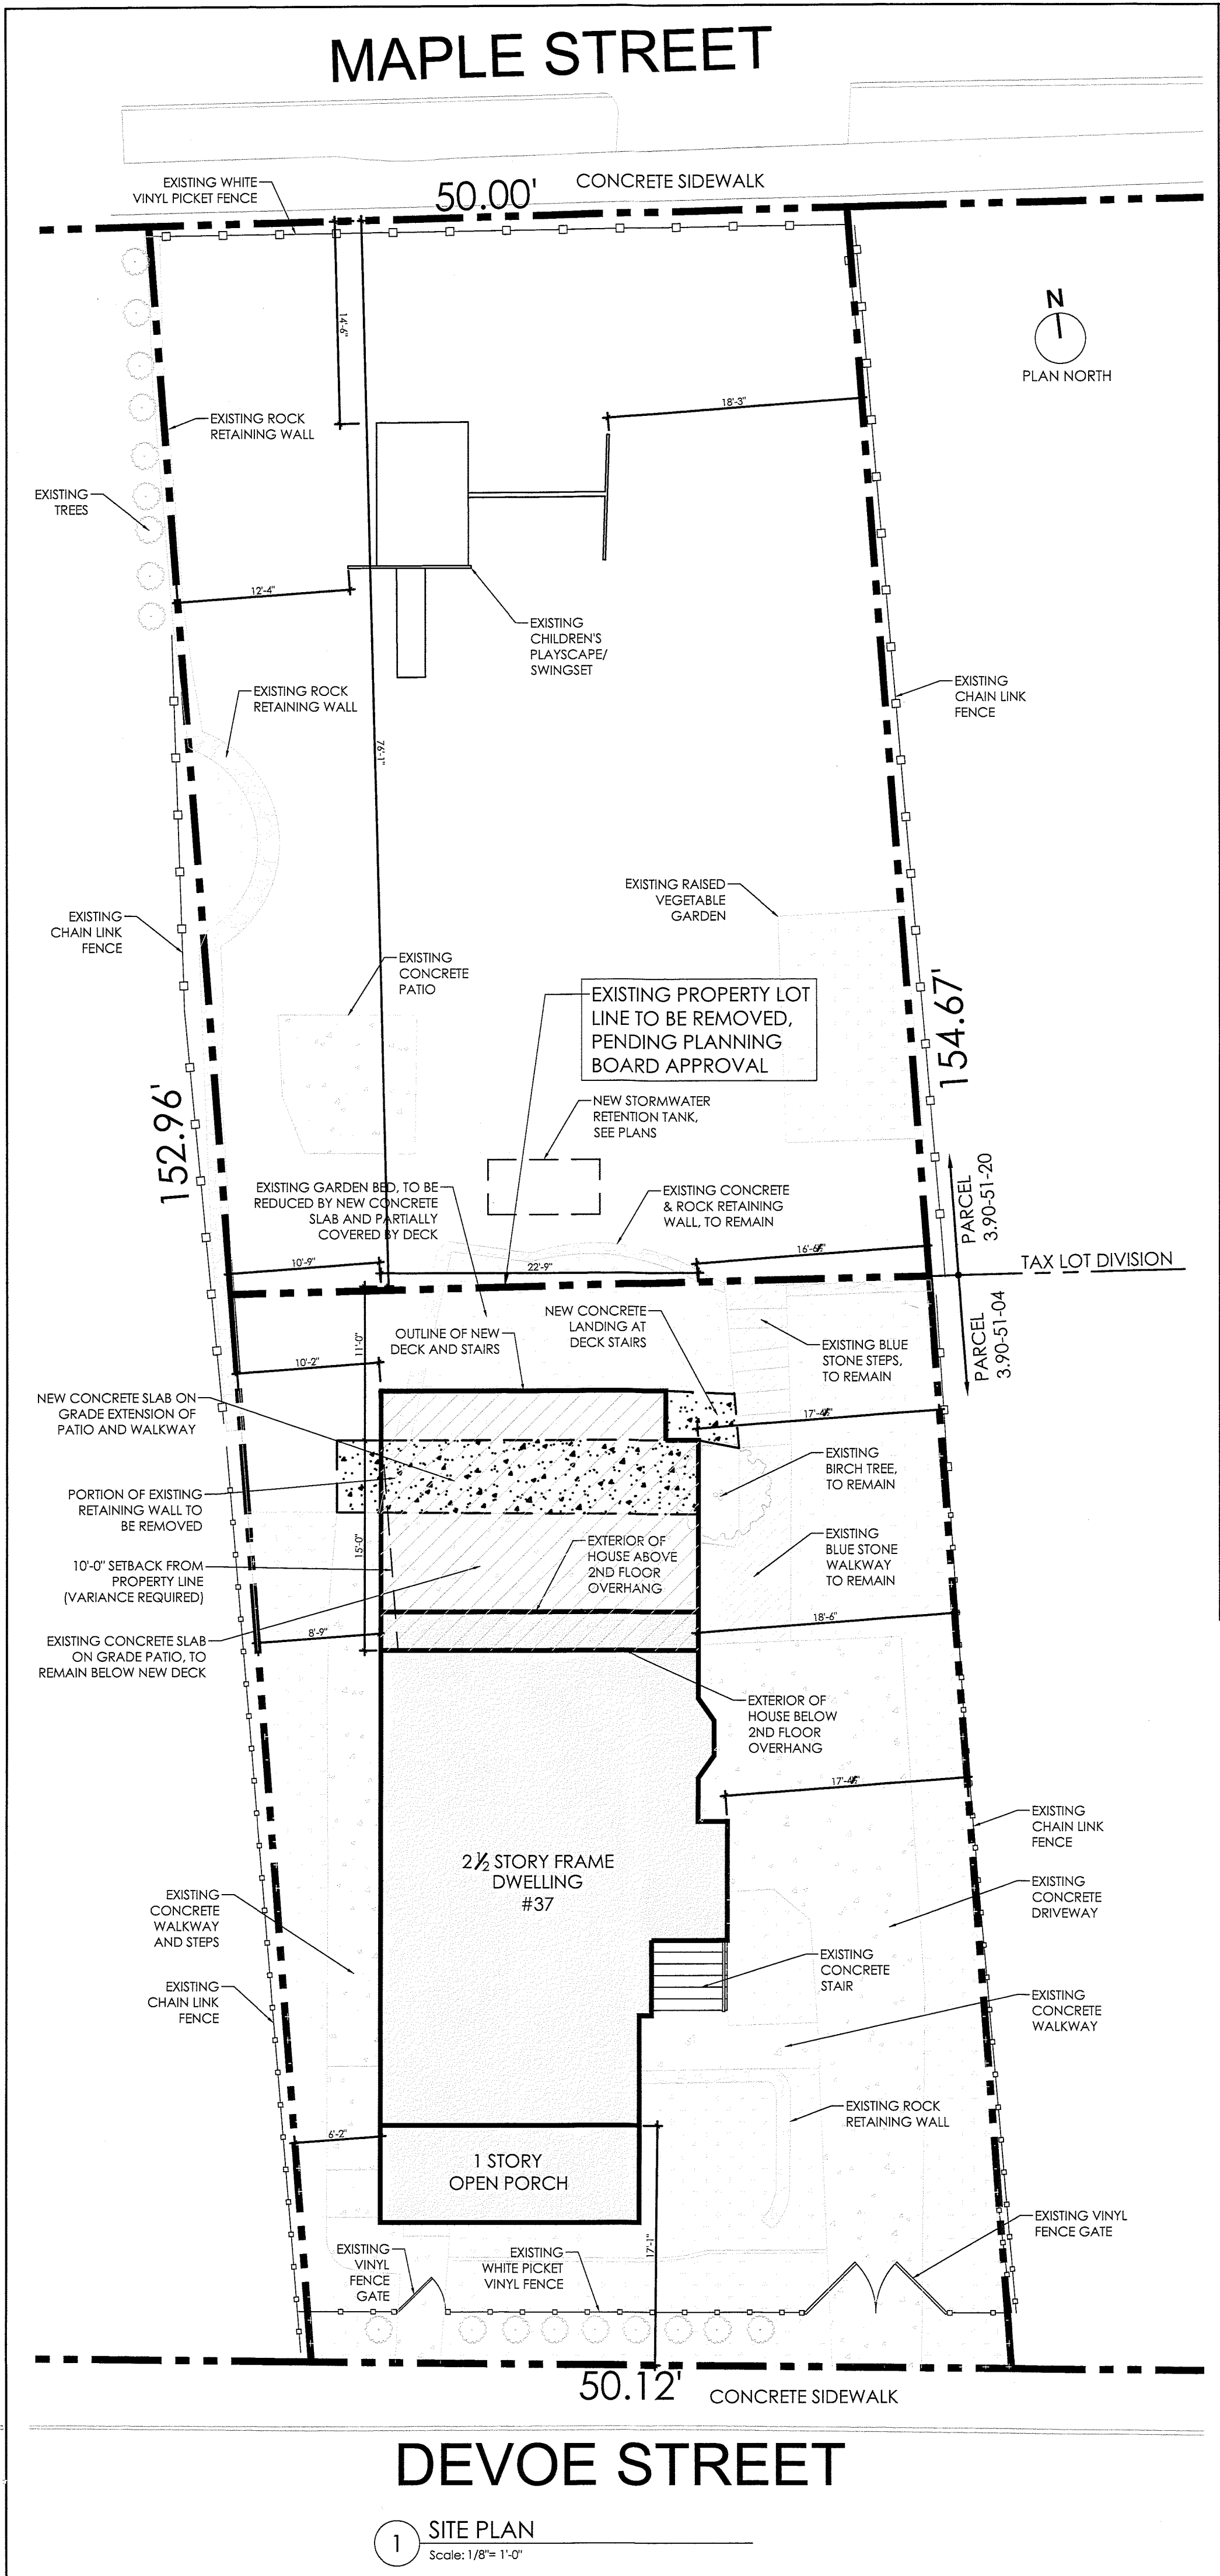 MAPLE STREET
EXISTING WHITE
VINYL PICKET FENCE
50.00'
CONCRETE SIDEWALK
14'-6"
N
PLAN NORTH
18'-3"
EXISTING ROCK
RETAINING WALL
EXISTING
TREES
12'-4"
EXISTING
CHILDREN'S
PLAYSCAPE/
SWINGSET
EXISTING ROCK
RETAINING WALL
EXISTING
CHAIN LINK
FENCE
76'-1"
EXISTING RAISED
VEGETABLE
GARDEN
EXISTING
CHAIN LINK
FENCE
EXISTING
CONCRETE
PATIO
EXISTING PROPERTY LOT
LINE TO BE REMOVED,
PENDING PLANNING
BOARD APPROVAL
154.67'
152.96'
NEW STORMWATER
RETENTION TANK,
SEE PLANS
EXISTING GARDEN BED, TO BE
REDUCED BY NEW CONCRETE
SLAB AND PARTIALLY
COVERED BY DECK
EXISTING CONCRETE
& ROCK RETAINING
WALL, TO REMAIN
PARCEL
3.90-51-20
10'-9"
22'-9"
TAX LOT DIVISION
PARCEL
3.90-51-04
11'-0"
OUTLINE OF NEW
DECK AND STAIRS
NEW CONCRETE
LANDING AT
DECK STAIRS
EXISTING BLUE
STONE STEPS,
TO REMAIN
10'-2"
NEW CONCRETE SLAB ON
GRADE EXTENSION OF
PATIO AND WALKWAY
EXISTING
BIRCH TREE,
TO REMAIN
PORTION OF EXISTING
RETAINING WALL TO
BE REMOVED
15'-0"
EXTERIOR OF
HOUSE ABOVE
2ND FLOOR
OVERHANG
EXISTING
BLUE STONE
WALKWAY
TO REMAIN
10'-0" SETBACK FROM
PROPERTY LINE
(VARIANCE REQUIRED)
18'-6"
8'-9"
EXISTING CONCRETE SLAB
ON GRADE PATIO, TO
REMAIN BELOW NEW DECK
EXTERIOR OF
HOUSE BELOW
2ND FLOOR
OVERHANG
EXISTING
CHAIN LINK
FENCE
2½ STORY FRAME
DWELLING
#37
EXISTING
CONCRETE
DRIVEWAY
EXISTING
CONCRETE
WALKWAY
AND STEPS
EXISTING
CONCRETE
STAIR
EXISTING
CHAIN LINK
FENCE
EXISTING
CONCRETE
WALKWAY
EXISTING ROCK
RETAINING WALL
6'-2"
1 STORY
OPEN PORCH
17'-1"
EXISTING VINYL
FENCE GATE
EXISTING
VINYL
FENCE
GATE
EXISTING
WHITE PICKET
VINYL FENCE
50.12'
CONCRETE SIDEWALK
DEVOE STREET
1
SITE PLAN
Scale: 1/8"= 1'-0"